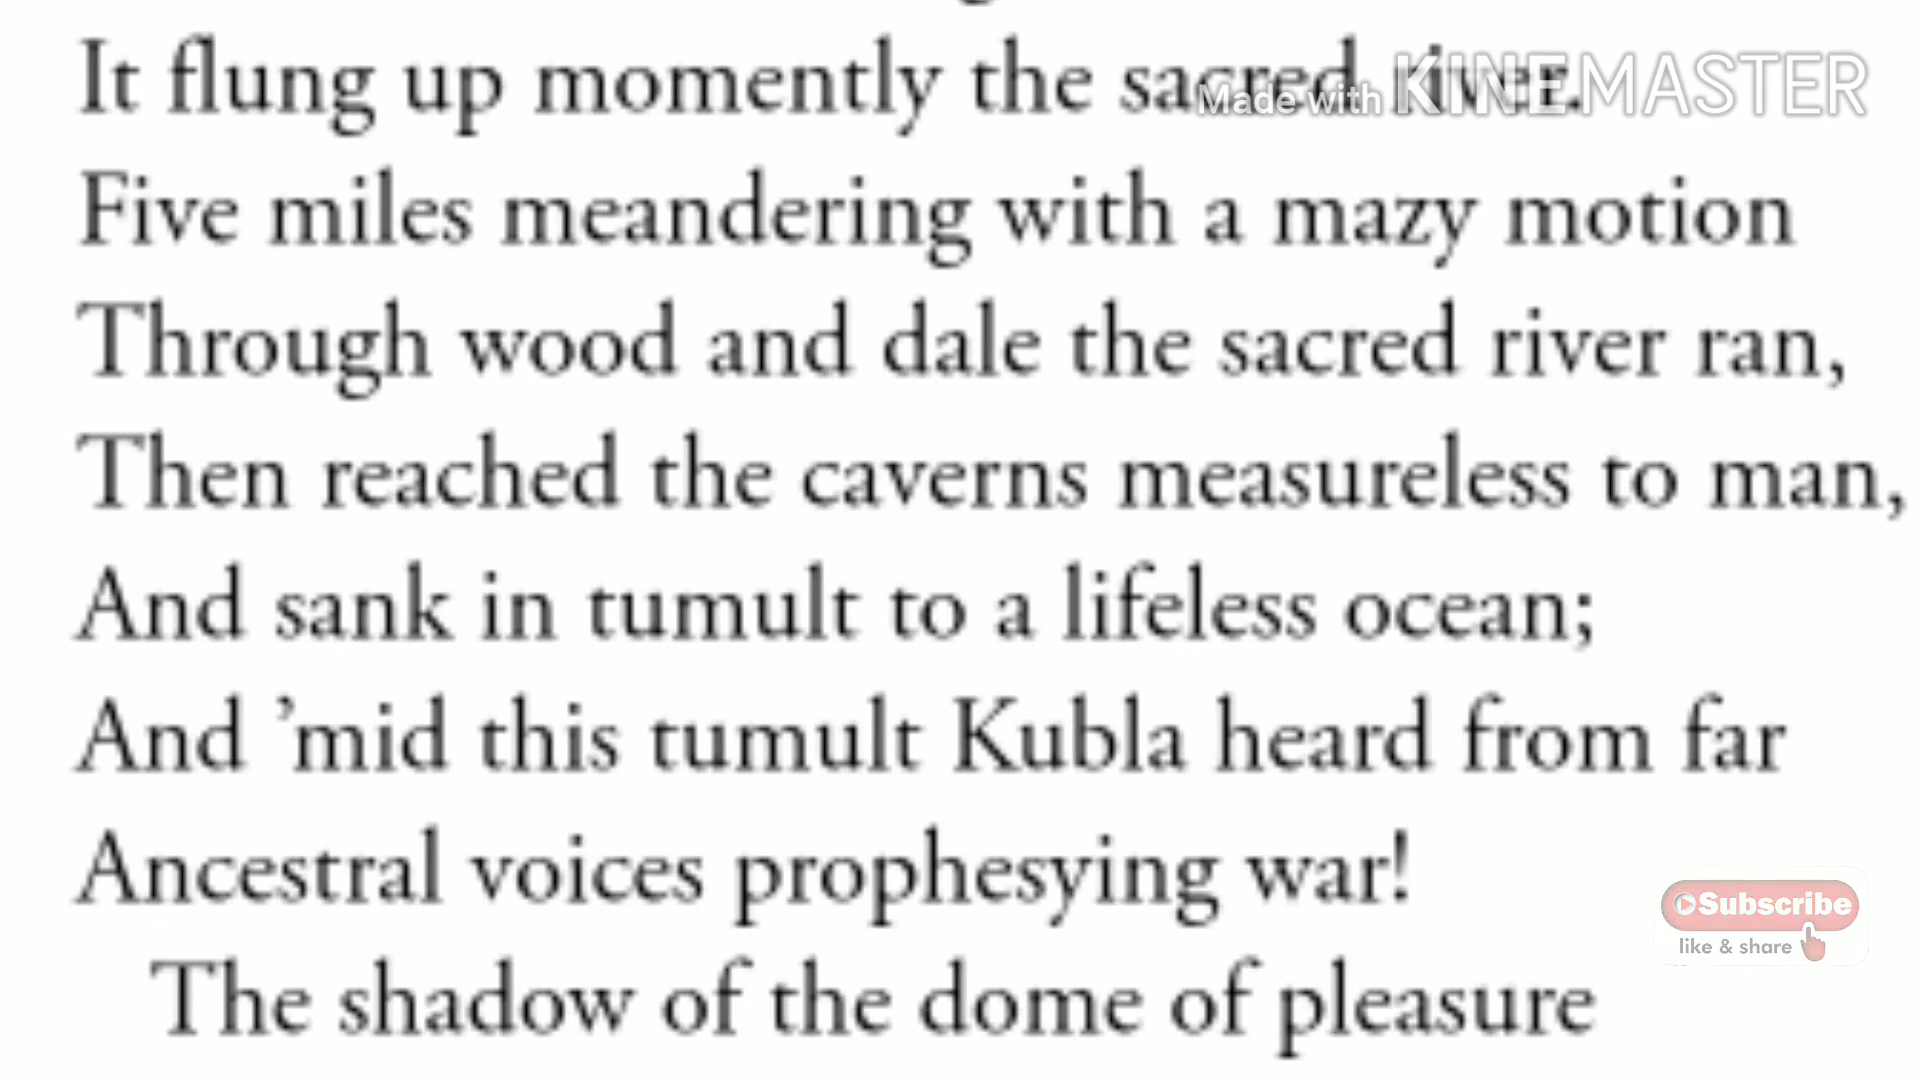 It flung up momently the sacred river.
Made with KINEMASTER
Five miles meandering with a mazy motion
Through wood and dale the sacred river ran,
Then reached the caverns measureless to man,
And sank in tumult to a lifeless ocean;
And ’mid this tumult Kubla heard from far
Ancestral voices prophesying war!
Subscribe
like & share
The shadow of the dome of pleasure